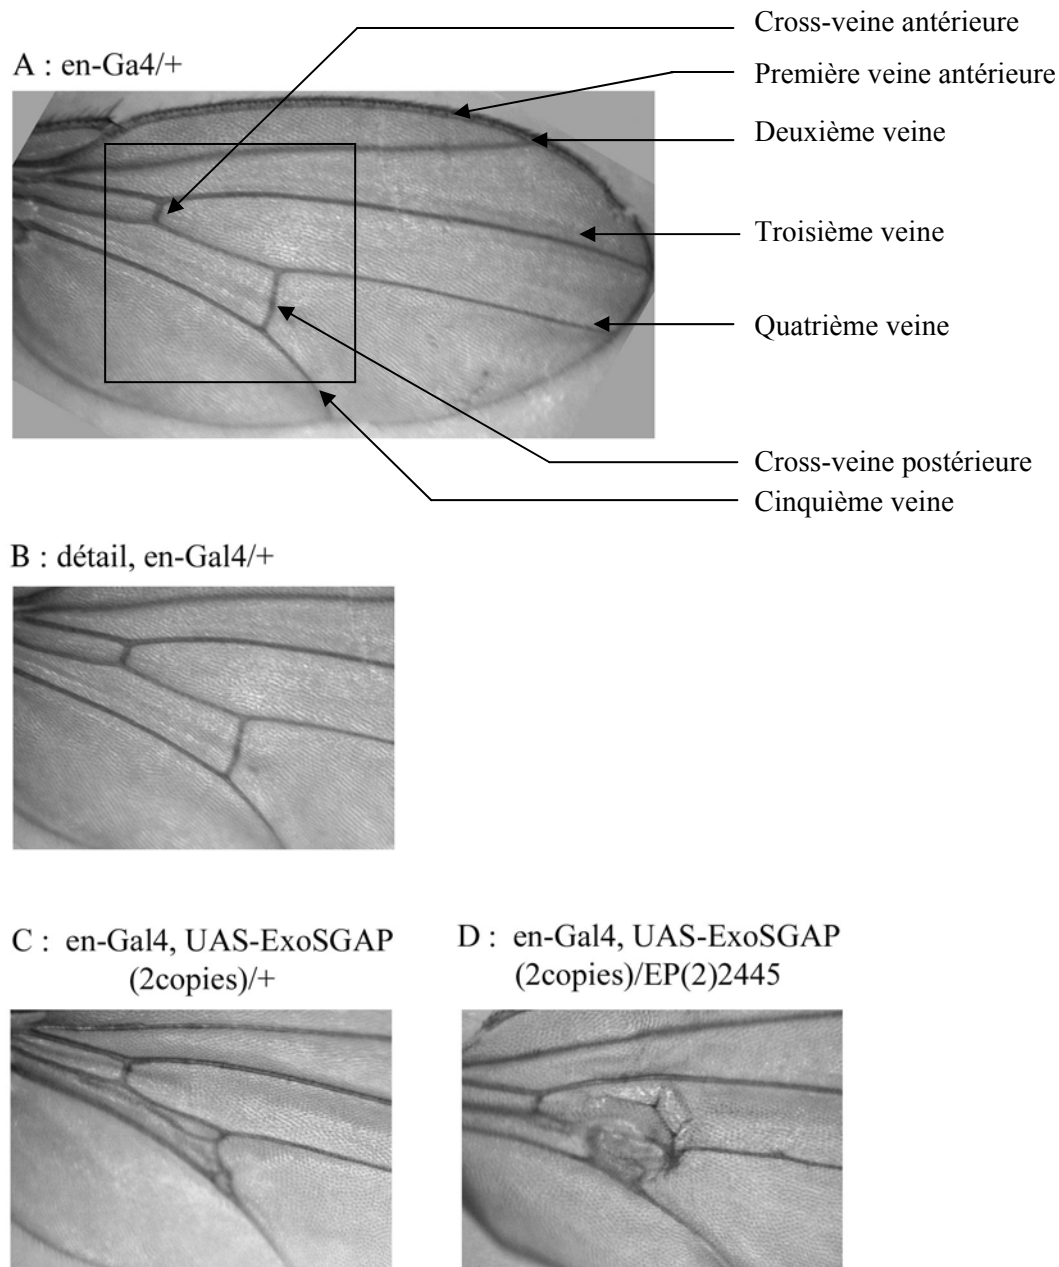 Cross-veine antérieure
A : en-Ga4/+
Première veine antérieure
Deuxième veine
Troisième veine
Quatrième veine
Cross-veine postérieure
Cinquième veine
B : détail, en-Gal4/+
C : en-Gal4, UAS-ExoSGAP
(2copies)/+
D : en-Gal4, UAS-ExoSGAP
(2copies)/EP(2)2445